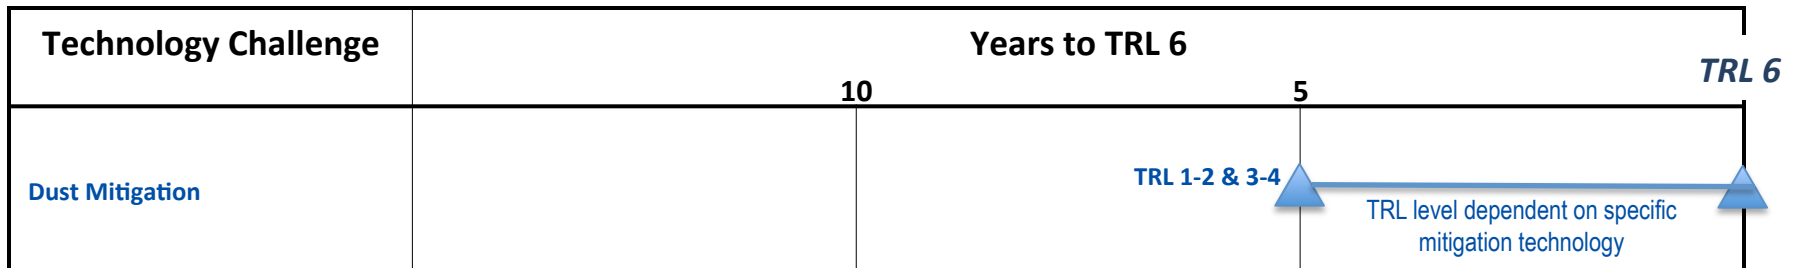 Technology Challenge
Years to TRL 6
TRL 6
10
5
Dust Mitigation
TRL 1-2 & 3-4
TRL level dependent on specific
mitigation technology